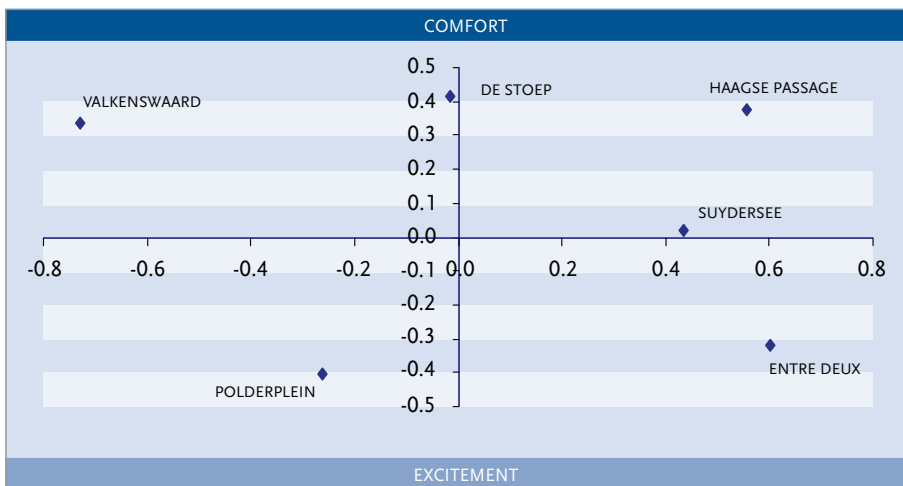 COMFORT
0.5
DE STOEP
HAAGSE PASSAGE
VALKENSWAARD
0.4
0.3
0.2
0.1
SUYDERSEE
0.0
-0.8 -0.6 -0.4 -0.2 -0.1 0.0 0.2 0.4 0.6 0.8
-0.2
-0.3
-0.4
ENTRE DEUX
POLDERPLEIN
-0.5
EXCITEMENT